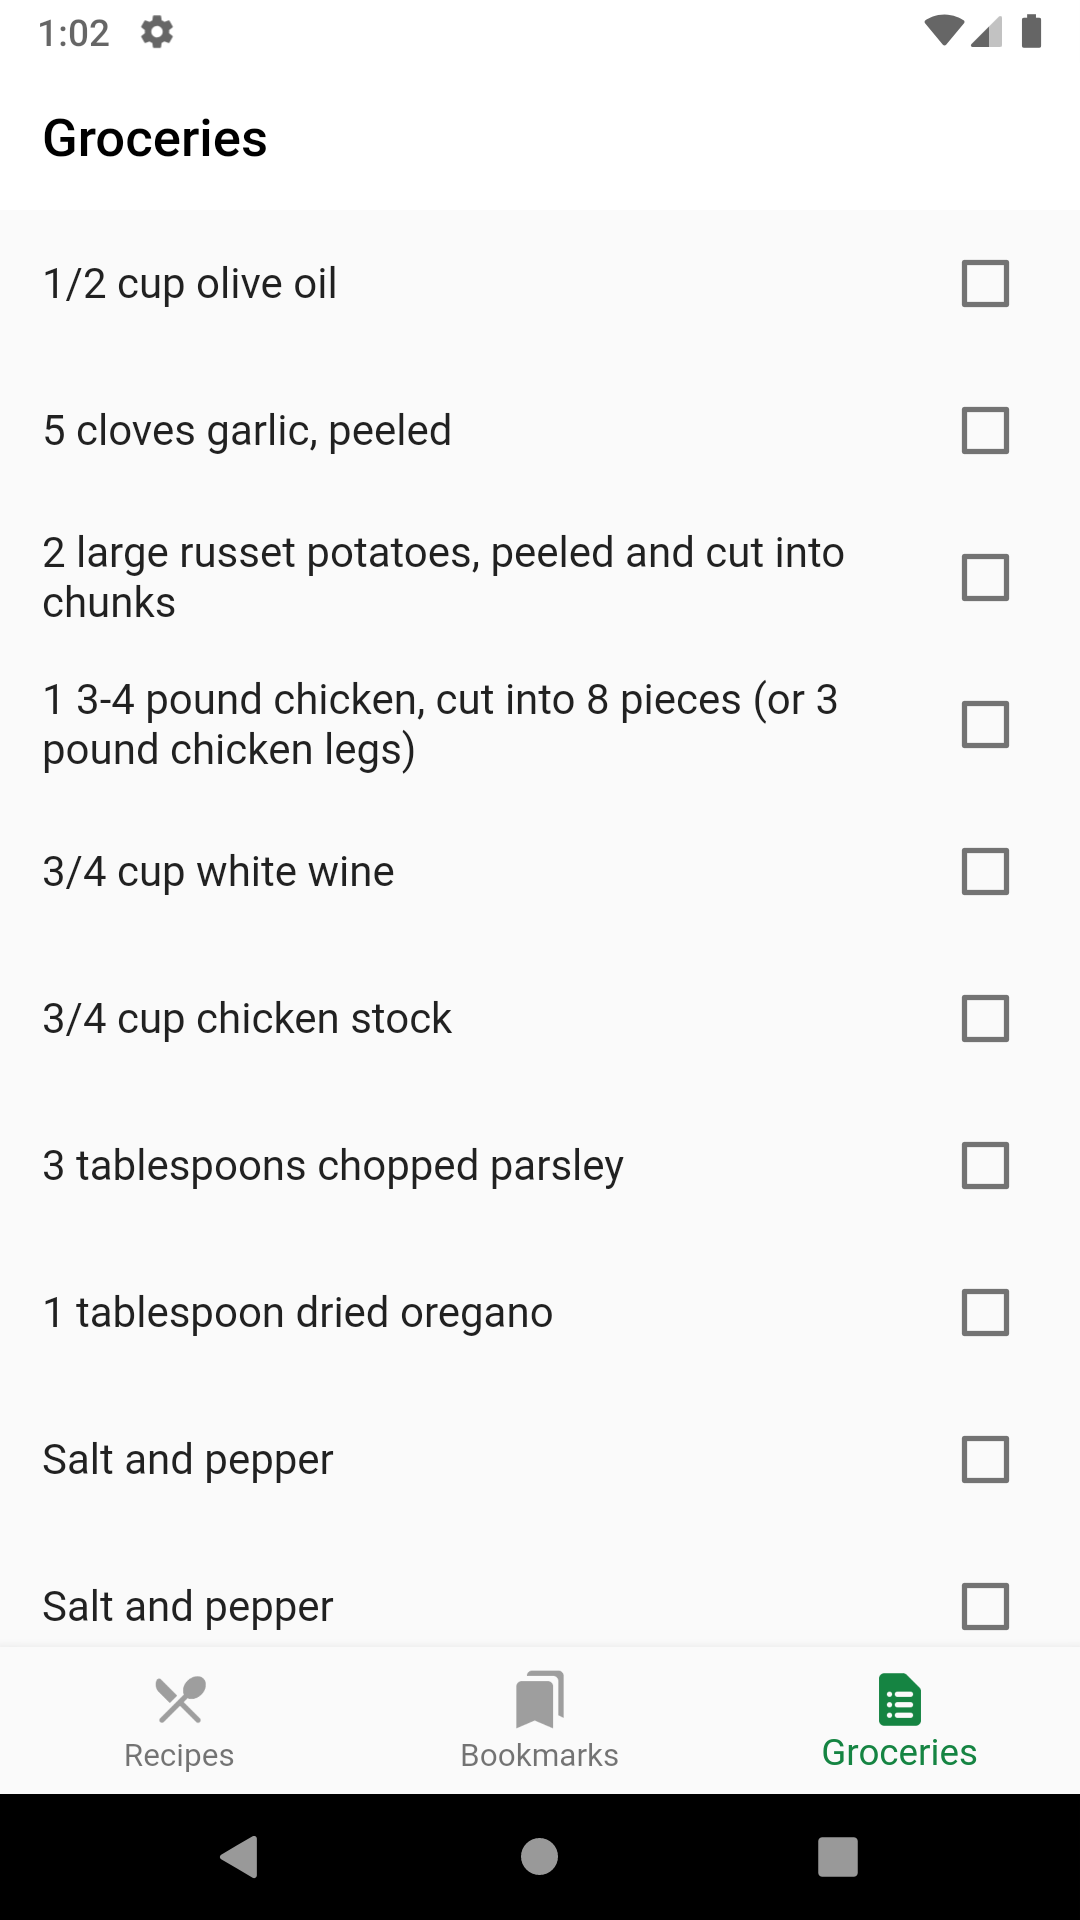 1:02
Groceries
1/2 cup olive oil
5 cloves garlic, peeled
2 large russet potatoes, peeled and cut into
chunks
1 3-4 pound chicken, cut into 8 pieces (or 3
pound chicken legs)
3/4 cup white wine
3/4 cup chicken stock
3 tablespoons chopped parsley
1 tablespoon dried oregano
Salt and pepper
Salt and pepper
Recipes
Bookmarks
Groceries